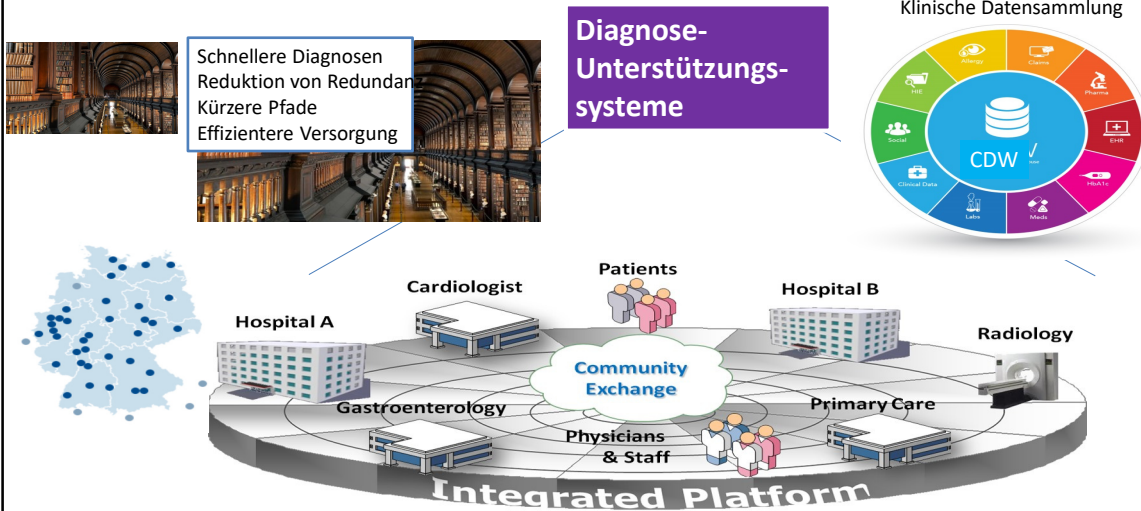 Klinische Datensammlung
Schnellere Diagnosen
Reduktion von Redundanz
Kürzere Pfade
Effizientere Versorgung
Diagnose-
Unterstützungs-
systeme
Allergy
Claims
HIE
Pharma
Social
EHR
CDW
Clinical Data
HbA1c
Labs
Meds
Patients
Cardiologist
Hospital B
Hospital A
Radiology
Community
Exchange
Gastroenterology
Primary Care
Physicians
& Staff
Integrated Platform